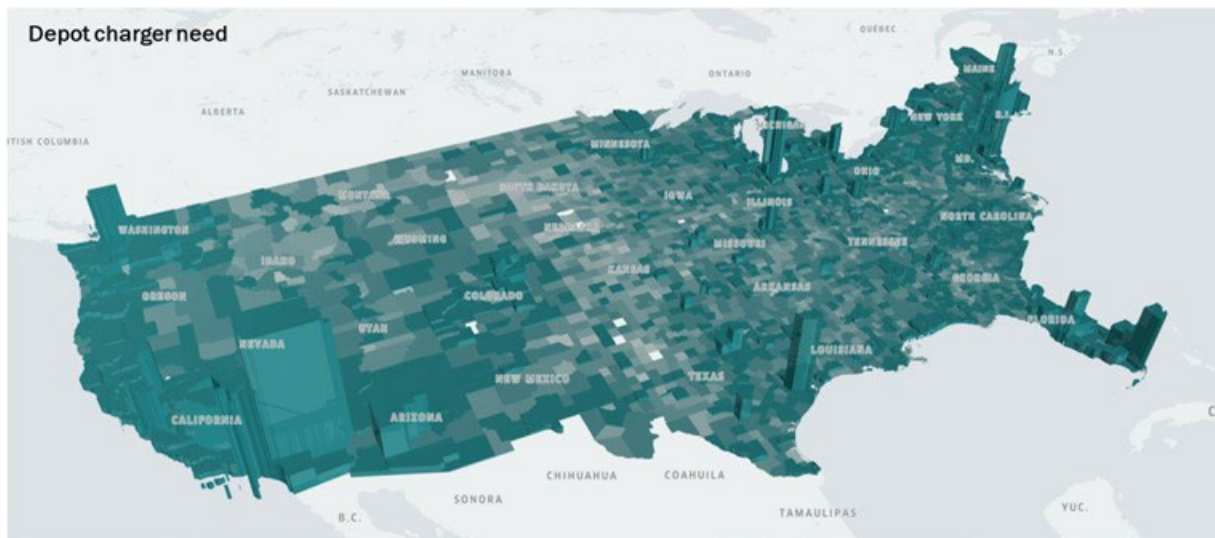 Depot charger need
QUÉBEC
N.S.
MAINE
ONTARIO
MANITOBA
SASKATCHEWAN
ALBERTA
TISH COLUMBIA
NEW YORK
R.I.
MICHIGAN
MINNESOTA
MD.
OHIO
SOUTH DAKOTA
MONTANA
IOWA
ILLINOIS
WASHINGTON
NORTH CAROLINA
NEBRASKA
WYOMING
MISSOURI
TENNESSEE
IDAHO
KANSAS
GEORGIA
ARKANSAS
OREGON
COLORADO
FLORIDA
UTAH
NEVADA
LOUISIANA
NEW MEXICO
TEXAS
CALIFORNIA
ARIZONA
CHIHUAHUA
COAHUILA
SONORA
TAMAULIPAS
YUC.
B.C.
C